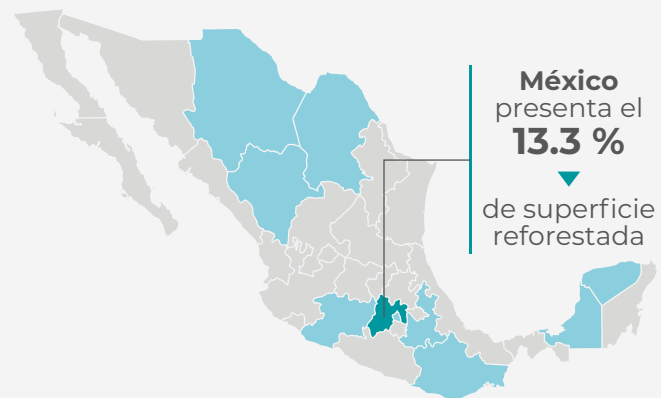 México
presenta el
13.3 %
de superficie
reforestada